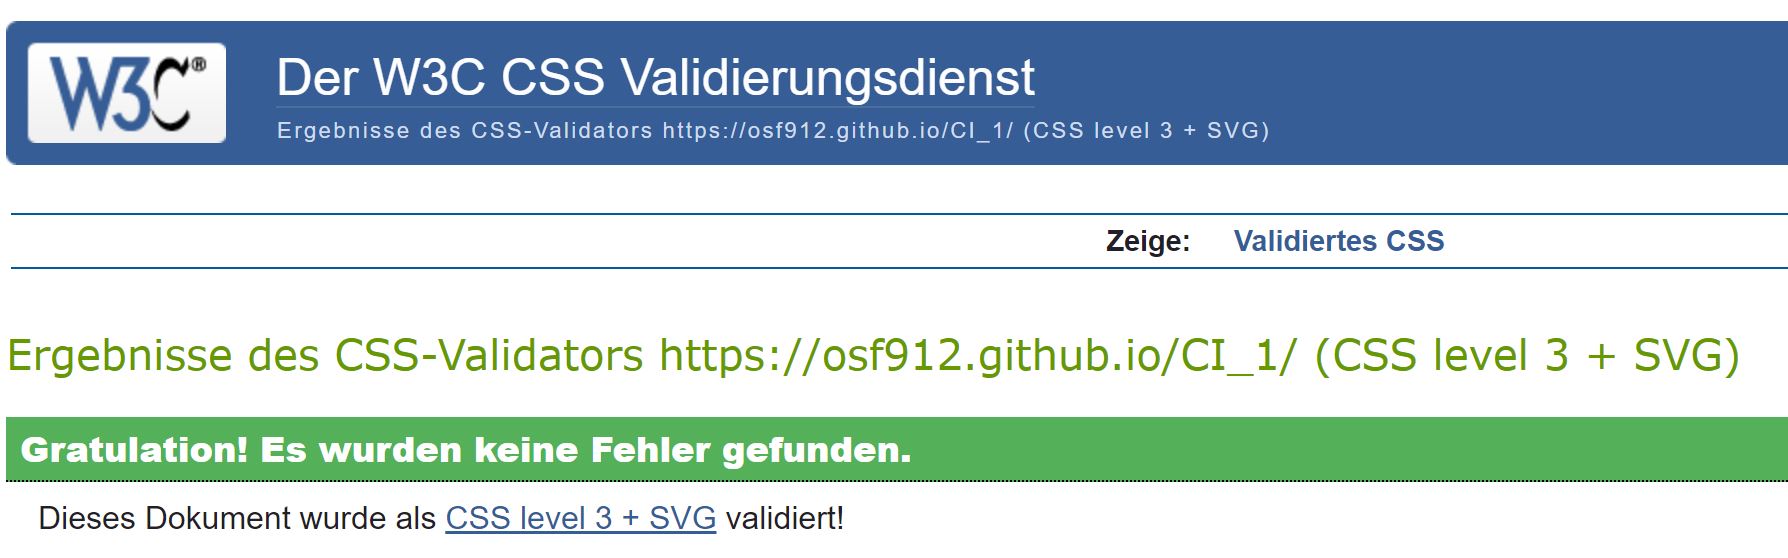 W3C®
Der W3C CSS Validierungsdienst
Ergebnisse des CSS-Validators https://osf912.github.io/CI_1/ (CSS level 3 + SVG)
Zeige: Validiertes CSS
Ergebnisse des CSS-Validators https://osf912.github.io/CI_1/ (CSS level 3 + SVG)
Gratulation! Es wurden keine Fehler gefunden.
Dieses Dokument wurde als CSS level 3 + SVG validiert!